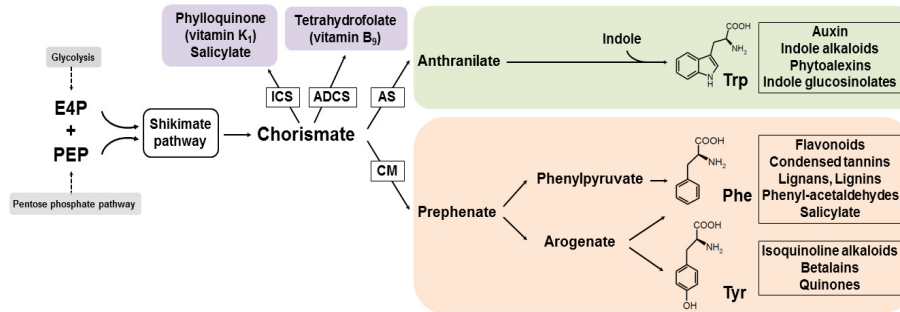 Glycolysis
E4P
+
PEP
Pentose phosphate pathway
Shikimate
pathway
Chorismate
Phylloquinone
(vitamin K1)
Salicylate
Tetrahydrofolate
(vitamin B9)
ICS
ADCS
AS
CM
Anthranilate
Indole
COOH
NH2
N
H
Trp
Auxin
Indole alkaloids
Phytoalexins
Indole glucosinolates
Prephenate
Phenylpyruvate
Arogenate
COOH
NH2
Phe
Flavonoids
Condensed tannins
Lignans, Lignins
Phenyl-acetaldehydes
Salicylate
COOH
NH2
OH
Tyr
Isoquinoline alkaloids
Betalains
Quinones